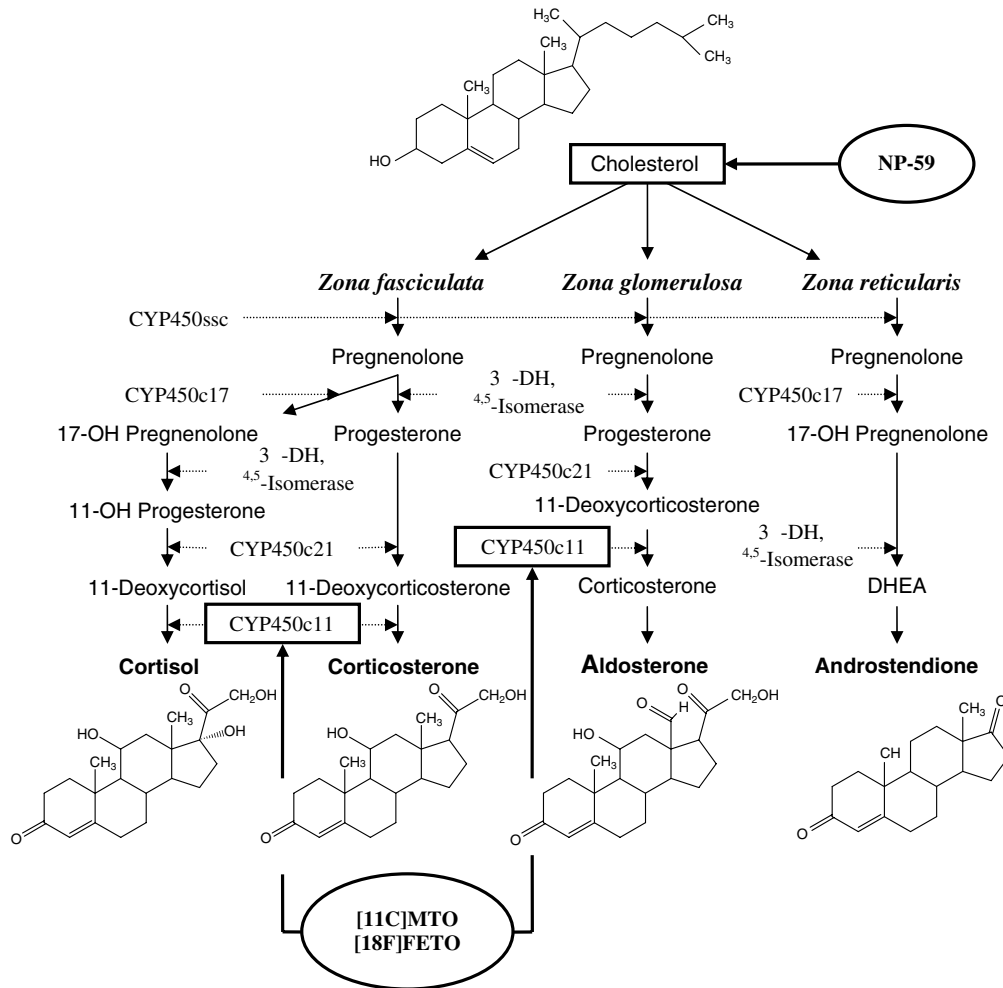 H₃C
CH₃
CH₃
CH₃
CH₃
HO
Cholesterol
NP-59
Zona fasciculata
Zona glomerulosa
Zona reticularis
CYP450ssc
Pregnenolone
Pregnenolone
Pregnenolone
CYP450c17
3 -DH,
4,5-Isomerase
CYP450c17
17-OH Pregnenolone
Progesterone
Progesterone
17-OH Pregnenolone
3 -DH,
4,5-Isomerase
CYP450c21
11-OH Progesterone
11-Deoxycorticosterone
CYP450c21
CYP450c11
3 -DH,
4,5-Isomerase
11-Deoxycortisol
11-Deoxycorticosterone
Corticosterone
DHEA
CYP450c11
Cortisol
Corticosterone
Aldosterone
Androstendione
O
CH₂OH
HO
CH₃
OH
CH₃
O
O
CH₂OH
HO
CH₃
CH₃
O
O
CH₂OH
O
H
HO
CH₃
O
O
CH₃
CH
O
[11C]MTO
[18F]FETO